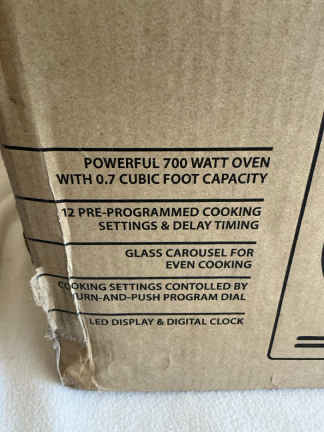 POWERFUL 700 WATT OVEN
WITH 0.7 CUBIC FOOT CAPACITY
12 PRE-PROGRAMMED COOKING
SETTINGS & DELAY TIMING
GLASS CAROUSEL FOR
EVEN COOKING
COOKING SETTINGS CONTOLLED BY
TURN-AND-PUSH PROGRAM DIAL
LED DISPLAY & DIGITAL CLOCK